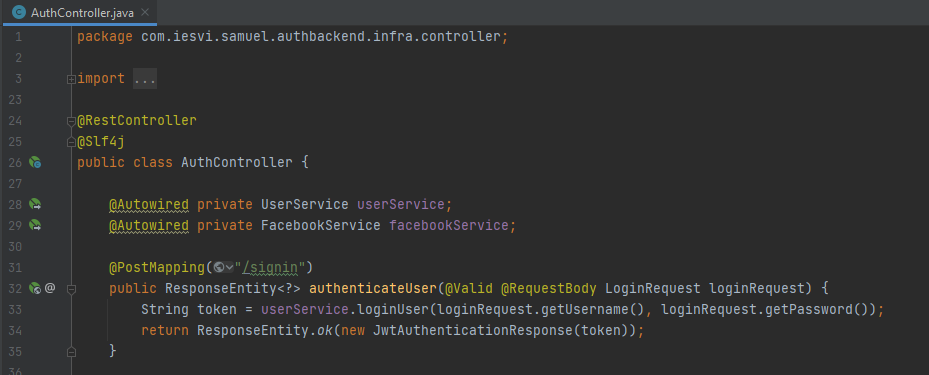 AuthController.java
1 package com.iesvi.samuel.authbackend.infra.controller;
2
3 import ...
23
24 @RestController
25 @Slf4j
26 public class AuthController {
27
28 @Autowired private UserService userService;
29 @Autowired private FacebookService facebookService;
30
31 @PostMapping("/signin")
32 @ public ResponseEntity<?> authenticateUser(@Valid @RequestBody LoginRequest loginRequest) {
33 String token = userService.loginUser(loginRequest.getUsername(), loginRequest.getPassword());
34 return ResponseEntity.ok(new JwtAuthenticationResponse(token));
35 }
36